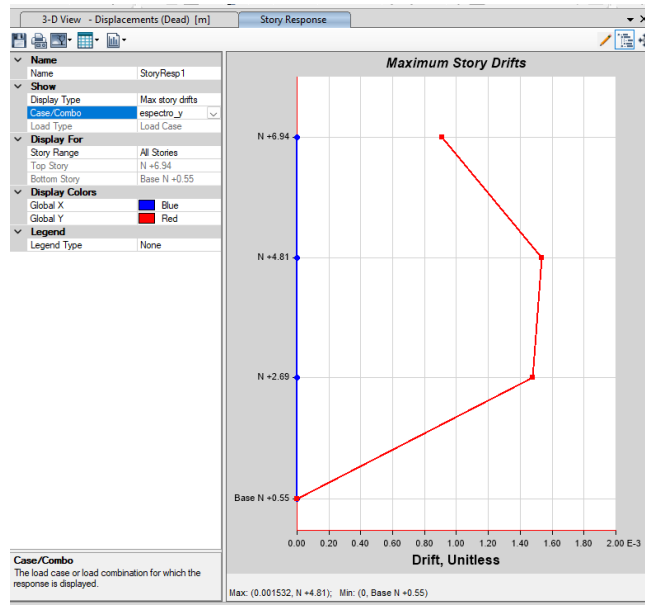 3-D View - Displacements (Dead) [m]
Story Response
Name
Name StoryResp1
Show
Display Type Max story drifts
Case/Combo espectro_y
Load Type Load Case
Display For
Story Range All Stories
Top Story N +6.94
Bottom Story Base N +0.55
Display Colors
Global X Blue
Global Y Red
Legend
Legend Type None
Case/Combo
The load case or load combination for which the
response is displayed.
Maximum Story Drifts
N +6.94
N +4.81
N +2.69
Base N +0.55
0.00 0.20 0.40 0.60 0.80 1.00 1.20 1.40 1.60 1.80 2.00 E-3
Drift, Unitless
Max: (0.001532, N +4.81); Min: (0, Base N +0.55)